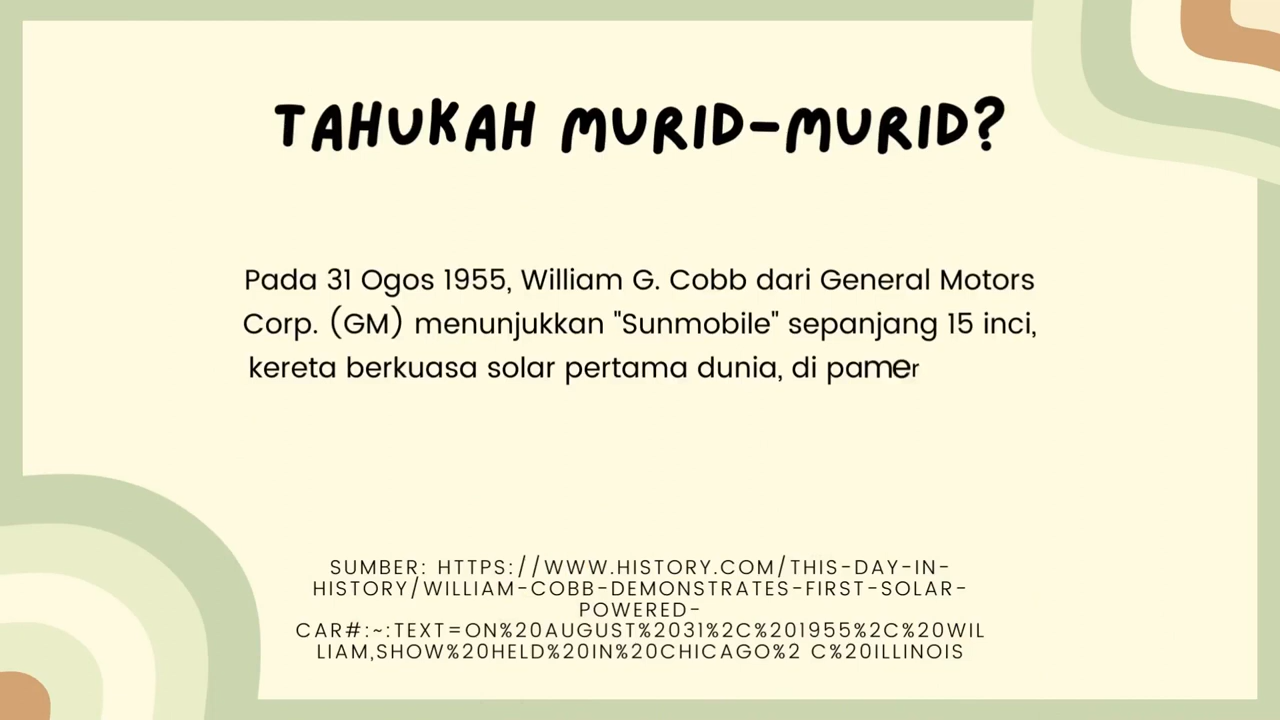 TAHUKAH MURID-MURID?
Pada 31 Ogos 1955, William G. Cobb dari General Motors
Corp. (GM) menunjukkan "Sunmobile" sepanjang 15 inci,
kereta berkuasa solar pertama dunia, di pamer
SUMBER: HTTPS://WWW.HISTORY.COM/THIS-DAY-IN-
HISTORY/WILLIAM-COBB-DEMONSTRATES-FIRST-SOLAR-
POWERED-
CAR#:~:TEXT=ON%20AUGUST%2031%2C%201955%2C%20WIL
LIAM,SHOW%20HELD%20IN%20CHICAGO%2 C%20ILLINOIS